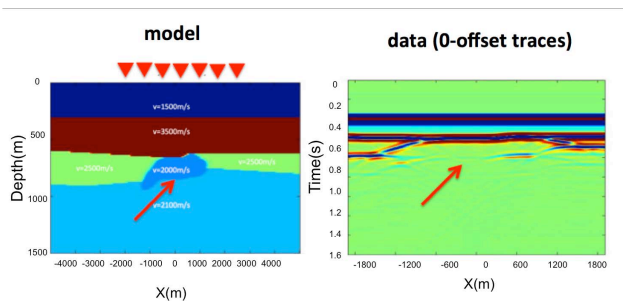 model
data (0-offset traces)
0
500
1000
1500
Depth(m)
v=1500m/s
v=3500m/s
v=2500m/s
v=2500m/s
v=2000m/s
v=2100m/s
-4000 -3000 -2000 -1000 0 1000 2000 3000 4000
X(m)
0
0.2
0.4
0.6
0.8
1.0
1.2
1.4
1.6
Time(s)
-1800 -1200 -600 0 600 1200 1800
X(m)